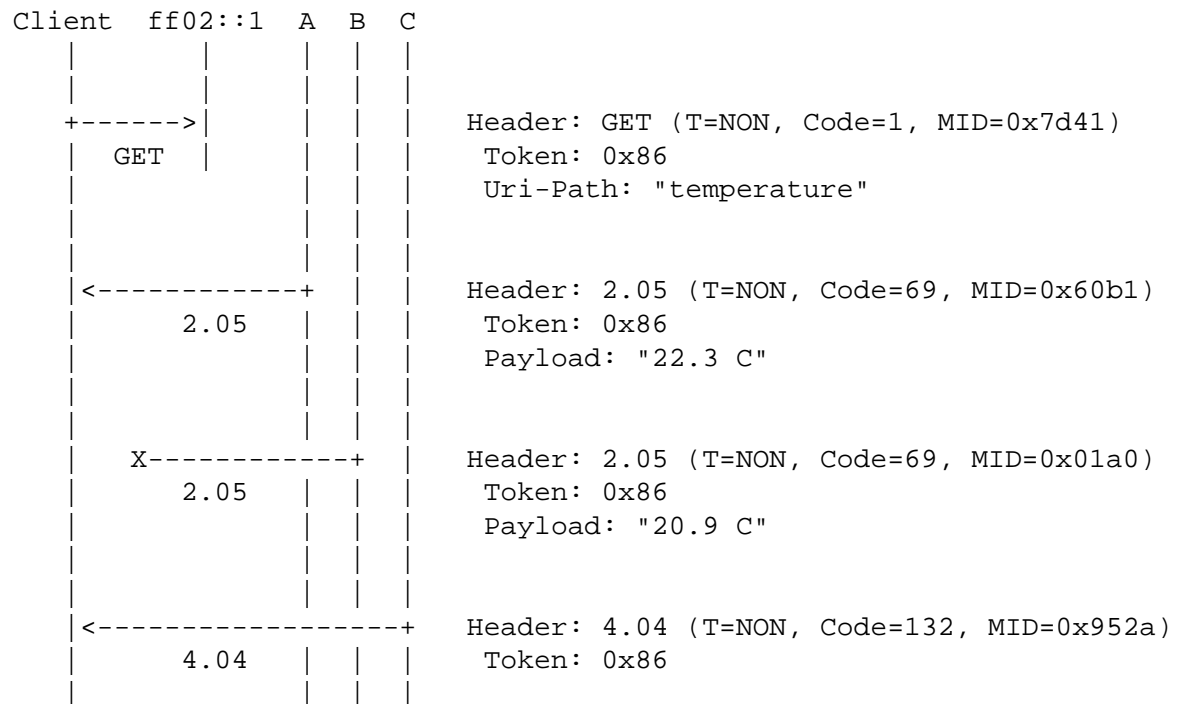 Client  ff02::1  A  B  C
   |       |     |  |  |
   |       |     |  |  |
   +------>|     |  |  |   Header: GET (T=NON, Code=1, MID=0x7d41)
   |  GET  |     |  |  |    Token: 0x86
   |             |  |  |    Uri-Path: "temperature"
   |             |  |  |
   |             |  |  |
   |<------------+  |  |   Header: 2.05 (T=NON, Code=69, MID=0x60b1)
   |      2.05   |  |  |    Token: 0x86
   |             |  |  |    Payload: "22.3 C"
   |             |  |  |
   |             |  |  |
   |   X------------+  |   Header: 2.05 (T=NON, Code=69, MID=0x01a0)
   |      2.05   |  |  |    Token: 0x86
   |             |  |  |    Payload: "20.9 C"
   |             |  |  |
   |             |  |  |
   |<------------------+   Header: 4.04 (T=NON, Code=132, MID=0x952a)
   |      4.04   |  |  |    Token: 0x86
   |             |  |  |